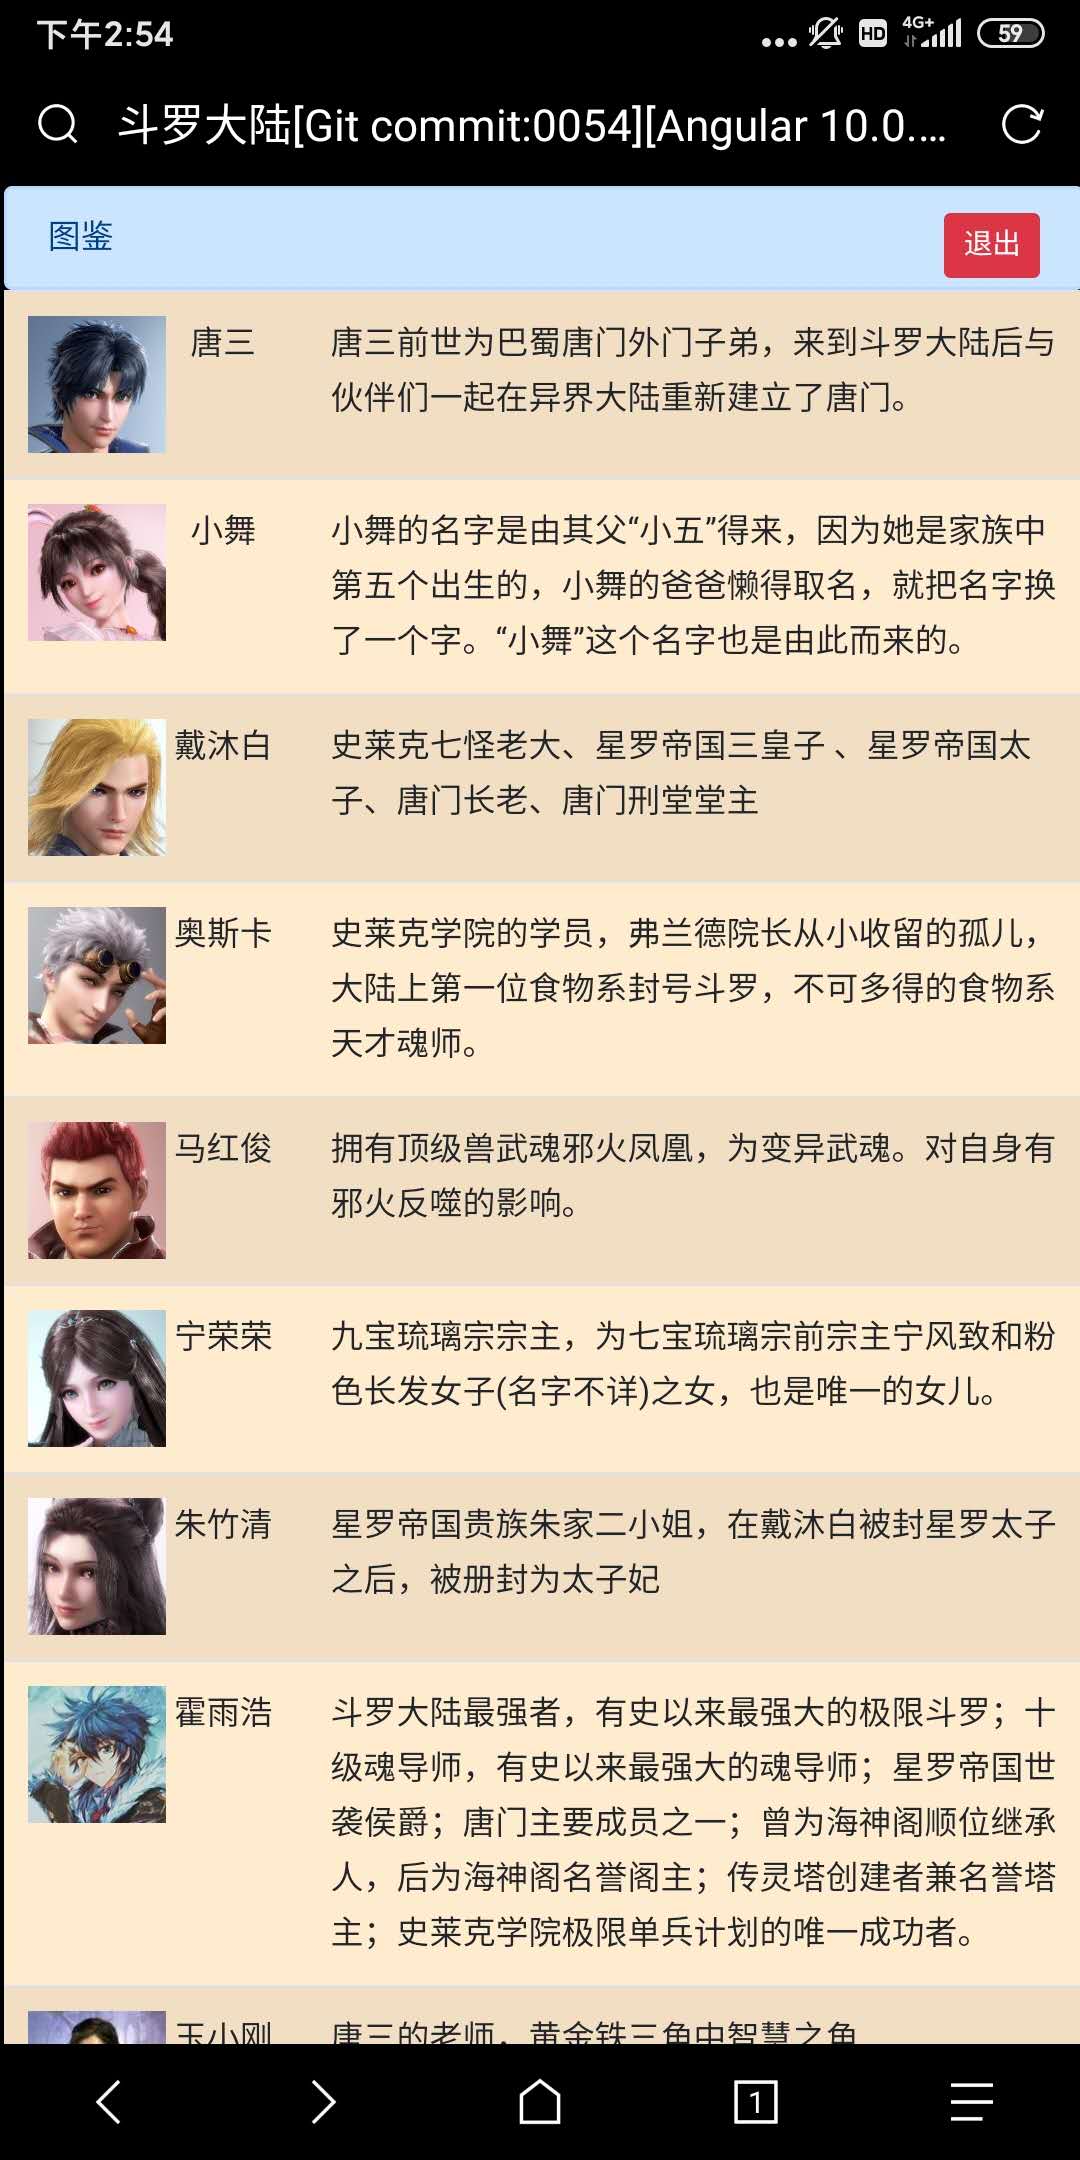 下午2:54
HD 4G+ 59
斗罗大陆[Git commit:0054][Angular 10.0....
图鉴
退出
唐三
唐三前世为巴蜀唐门外门子弟，来到斗罗大陆后与
伙伴们一起在异界大陆重新建立了唐门。
小舞
小舞的名字是由其父“小五”得来，因为她是家族中
第五个出生的，小舞的爸爸懒得取名，就把名字换
了一个字。“小舞”这个名字也是由此而来的。
戴沐白
史莱克七怪老大、星罗帝国三皇子 、星罗帝国太
子、唐门长老、唐门刑堂堂主
奥斯卡
史莱克学院的学员，弗兰德院长从小收留的孤儿，
大陆上第一位食物系封号斗罗，不可多得的食物系
天才魂师。
马红俊
拥有顶级兽武魂邪火凤凰，为变异武魂。对自身有
邪火反噬的影响。
宁荣荣
九宝琉璃宗宗主，为七宝琉璃宗前宗主宁风致和粉
色长发女子(名字不详)之女，也是唯一的女儿。
朱竹清
星罗帝国贵族朱家二小姐，在戴沐白被封星罗太子
之后，被册封为太子妃
霍雨浩
斗罗大陆最强者，有史以来最强大的极限斗罗；十
级魂导师，有史以来最强大的魂导师；星罗帝国世
袭侯爵；唐门主要成员之一；曾为海神阁顺位继承
人，后为海神阁名誉阁主；传灵塔创建者兼名誉塔
主；史莱克学院极限单兵计划的唯一成功者。
玉小刚
唐三的老师，黄金铁三角中智慧之角
1